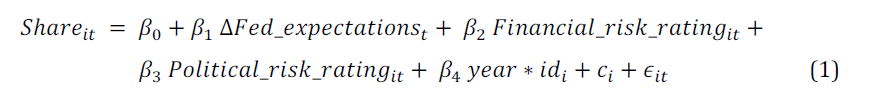 Share_it = β_0 + β_1 ΔFed_expectations_t + β_2 Financial_risk_rating_it +
β_3 Political_risk_rating_it + β_4 year * id_i + c_i + ϵ_it (1)